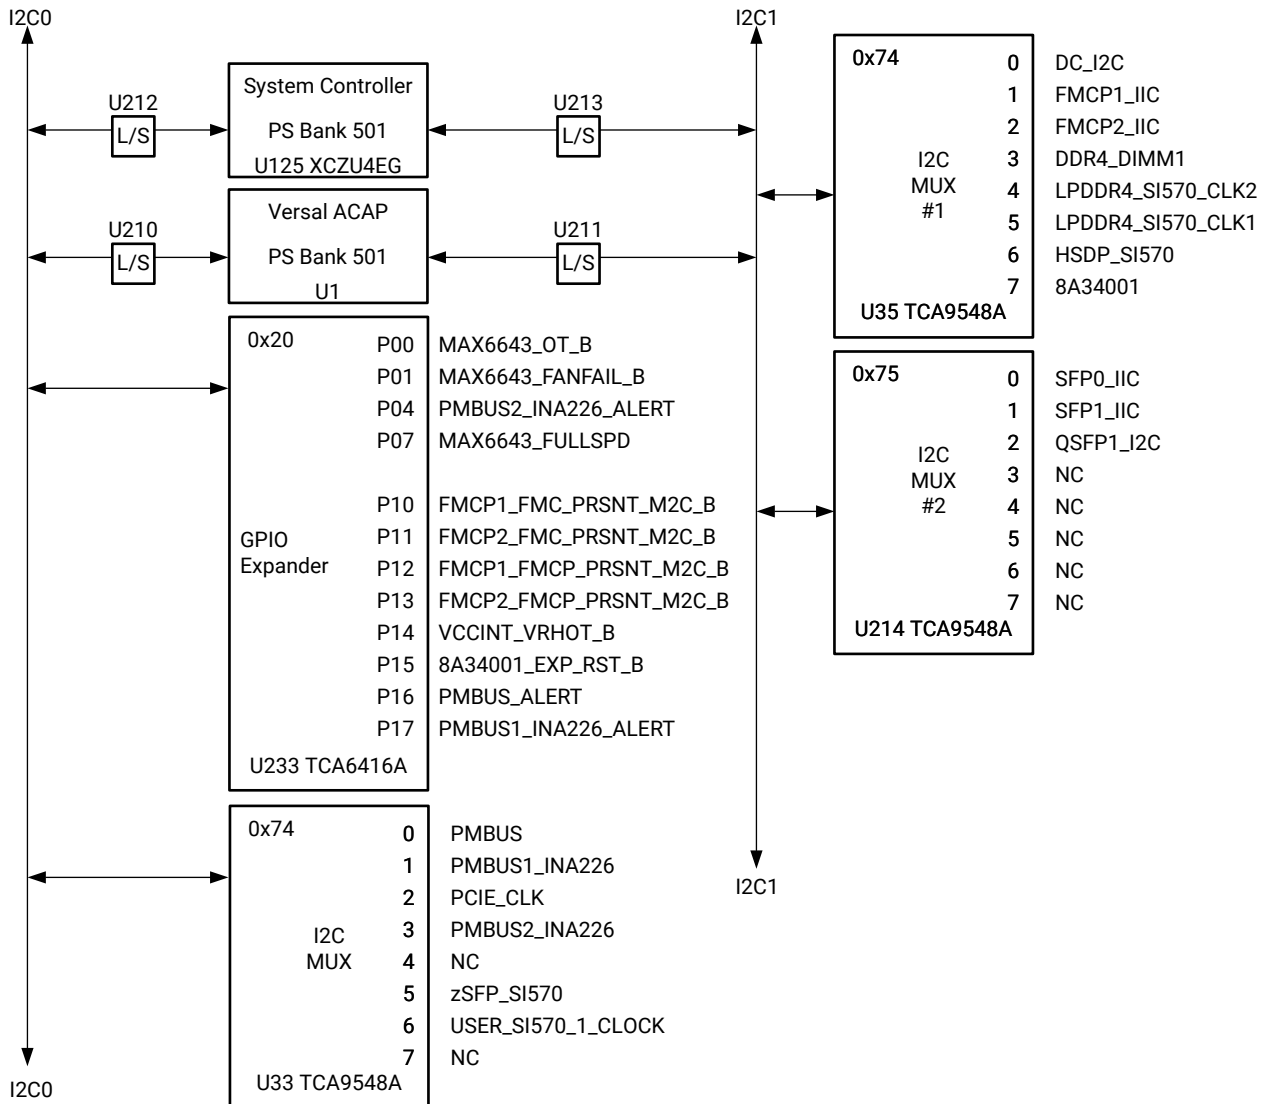 I2C0
I2C1
System Controller
PS Bank 501
U125 XCZU4EG
U212
L/S
U213
L/S
Versal ACAP
PS Bank 501
U1
U210
L/S
U211
L/S
0x20
GPIO
Expander
P00 MAX6643_OT_B
P01 MAX6643_FANFAIL_B
P04 PMBUS2_INA226_ALERT
P07 MAX6643_FULLSPD
P10 FMCP1_FMC_PRSNT_M2C_B
P11 FMCP2_FMC_PRSNT_M2C_B
P12 FMCP1_FMCP_PRSNT_M2C_B
P13 FMCP2_FMCP_PRSNT_M2C_B
P14 VCCINT_VRHOT_B
P15 8A34001_EXP_RST_B
P16 PMBUS_ALERT
P17 PMBUS1_INA226_ALERT
U233 TCA6416A
0x74
I2C
MUX
0 PMBUS
1 PMBUS1_INA226
2 PCIE_CLK
3 PMBUS2_INA226
4 NC
5 zSFP_SI570
6 USER_SI570_1_CLOCK
7 NC
U33 TCA9548A
I2C0
0x74
I2C
MUX
#1
0 DC_I2C
1 FMCP1_IIC
2 FMCP2_IIC
3 DDR4_DIMM1
4 LPDDR4_SI570_CLK2
5 LPDDR4_SI570_CLK1
6 HSDP_SI570
7 8A34001
U35 TCA9548A
0x75
I2C
MUX
#2
0 SFP0_IIC
1 SFP1_IIC
2 QSFP1_I2C
3 NC
4 NC
5 NC
6 NC
7 NC
U214 TCA9548A
I2C1